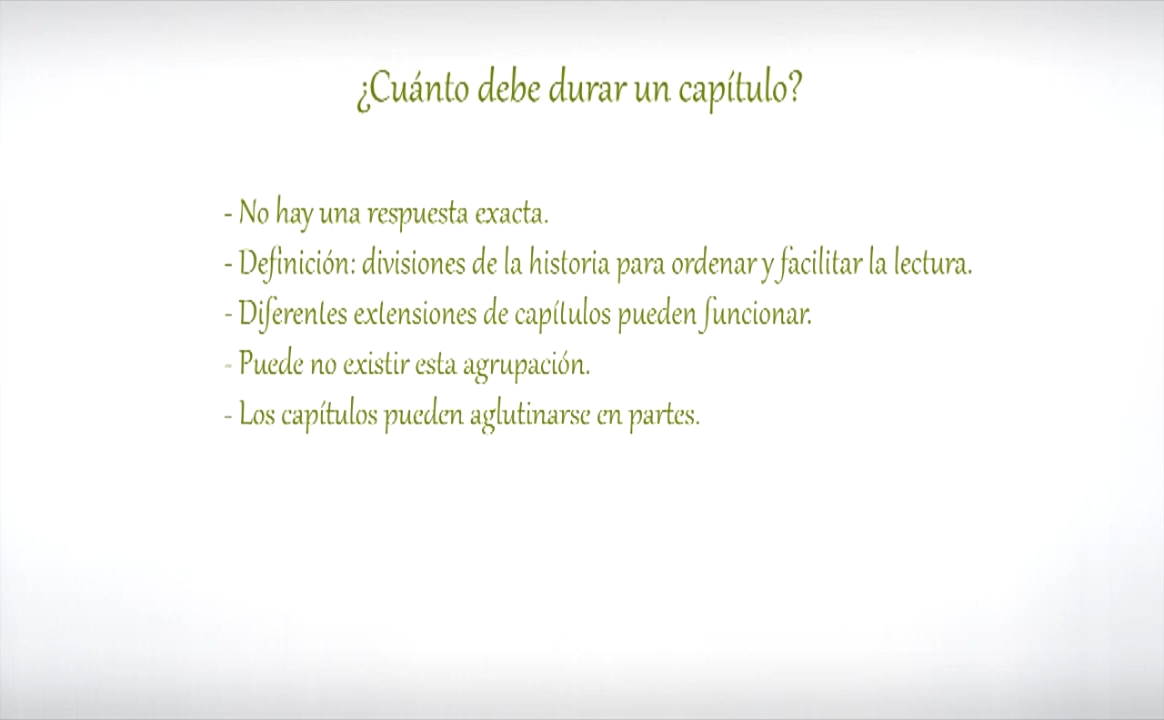 ¿Cuánto debe durar un capítulo?
- No hay una respuesta exacta.
- Definición: divisiones de la historia para ordenar y facilitar la lectura.
- Diferentes extensiones de capítulos pueden funcionar.
- Puede no existir esta agrupación.
- Los capítulos pueden aglutinarse en partes.